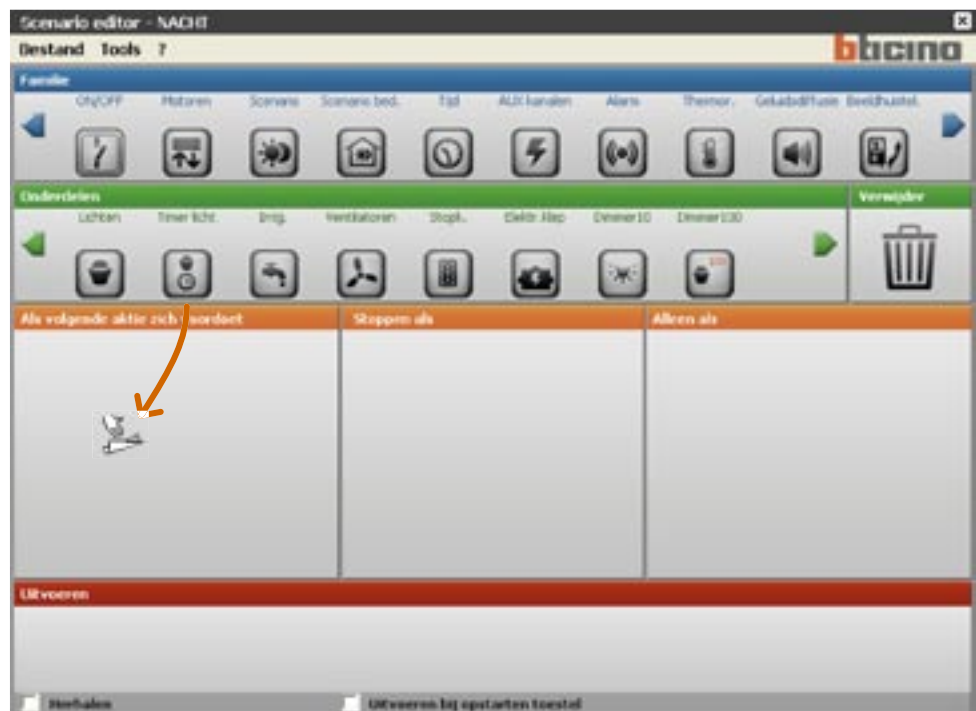 Scenario editor - NACHT
Bestand Tools ?
bticino
Familie
ON/OFF Motoren Scenario Scenario bed. Tijd AUX kanalen Alarm Thermor. Geluidsdiffusie Beeldhuistel.
Onderdelen Verwijder
Lichten Timer licht Irrig. Ventilatoren Stopk. Elektr.klep Dimmer10 Dimmer100
Als volgende aktie zich voordoet Stoppen als Alleen als
Uitvoeren
Herhalen Uitvoeren bij opstarten toestel